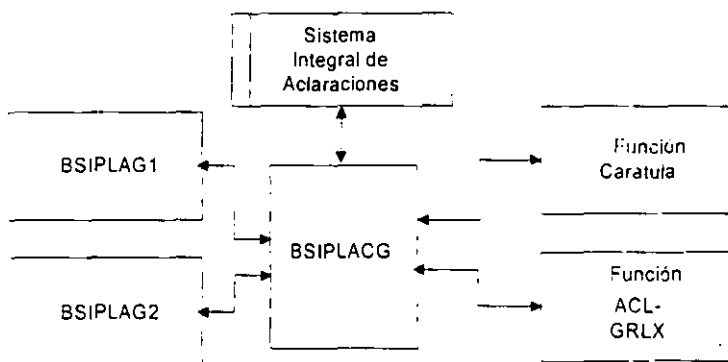 Sistema
Integral de
Aclaraciones
BSIPLAG1
Función
Caratula
BSIPLACG
BSIPLAG2
Función
ACL-
GRLX